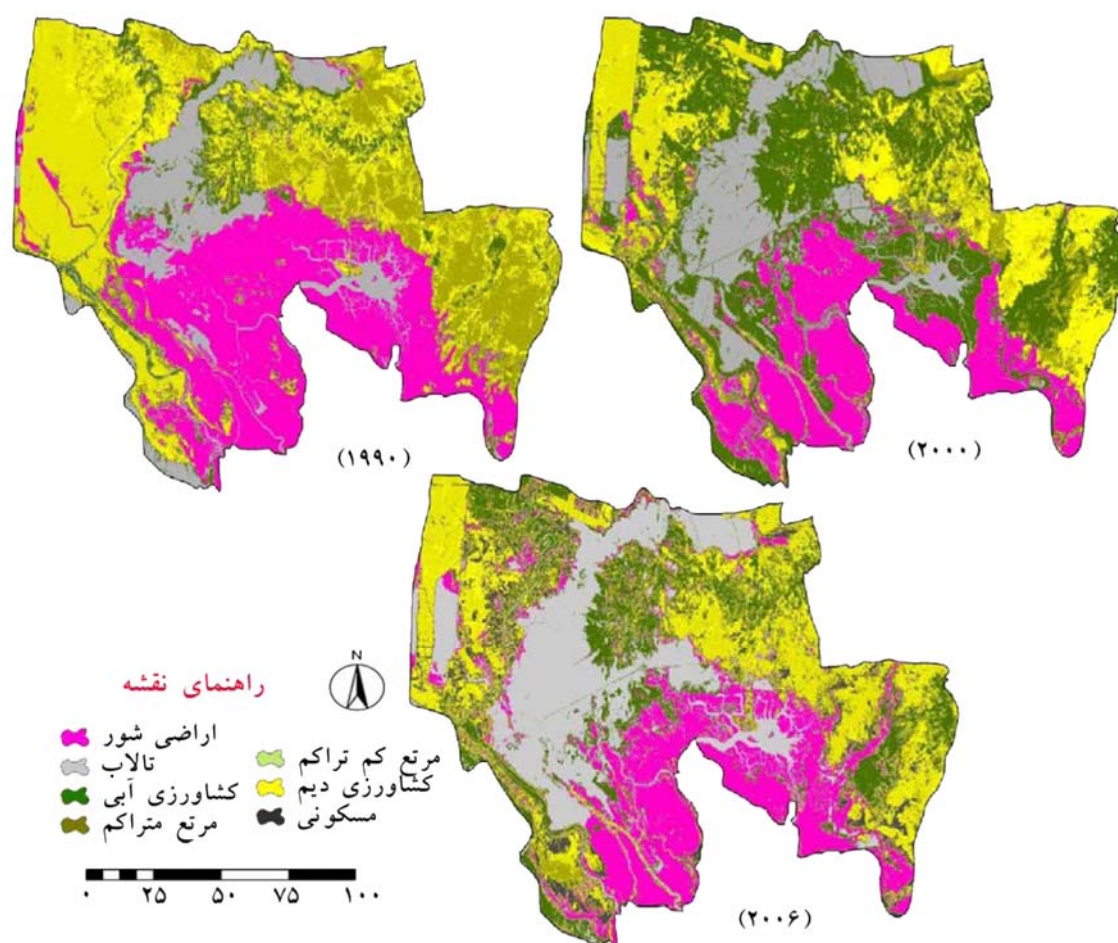 (۱۹۹۰)
(۲۰۰۰)
N
راهنمای نقشه
اراضی شور
تالاب
کشاورزی آبی
مرتع متراکم
مرتع کم تراکم
کشاورزی دیم
مسکونی
۰ ۲۵ ۵۰ ۷۵ ۱۰۰
(۲۰۰۶)